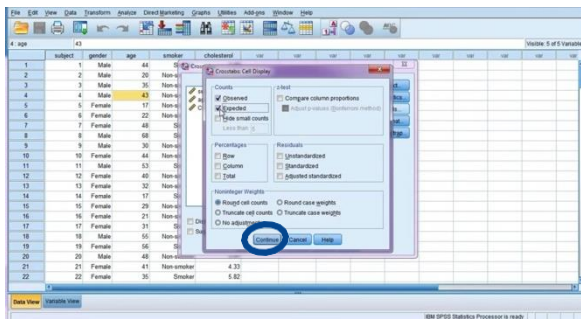 File Edit View Data Transform Analyze Direct Marketing Graphs Utilities Add-ons Window Help
4 : age 43 Visible: 5 of 5 Variable
subject gender age smoker cholesterol var var var var var var var
1 1 Male 44
2 2 Male 20
3 3 Male 35
4 4 Male 43
5 5 Female 17
6 6 Female 22
7 7 Female 48
8 8 Male 68
9 9 Male 30
10 10 Female 44
11 11 Male 53
12 12 Female 40
13 13 Female 32
14 14 Male 16
15 15 Female 29
16 16 Male 21
17 17 Female 31
18 18 Male 55
19 19 Male 56
20 20 Female 48
21 21 Female 41 Non-smoker 4.33
22 22 Female 35 Smoker 5.82
Crosstabs: Cell Display
Counts
Observed
Expected
Hide small counts
Less than
z-test
Compare column proportions
Adjust p-values (Bonferroni method)
Percentages
Row
Column
Total
Residuals
Unstandardized
Standardized
Adjusted standardized
Noninteger Weights
Round cell counts Round case weights
Truncate cell counts Truncate case weights
No adjustments
Continue Cancel Help
Data View Variable View
IBM SPSS Statistics Processor is ready